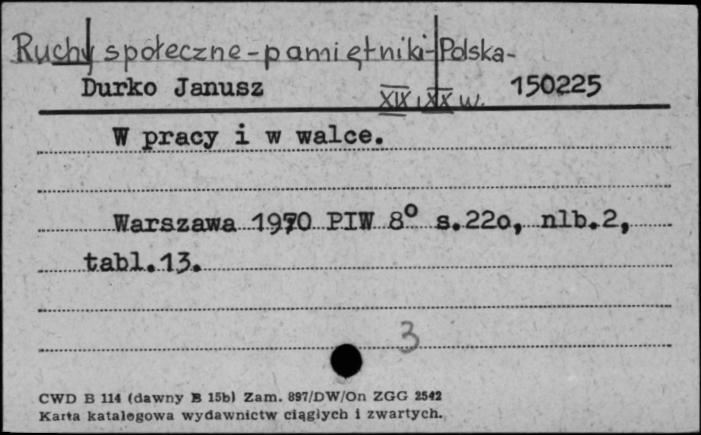 Ruchy społeczne - pamiętniki - Polska -
Durko Janusz XIX i XX w. 150225
W pracy i w walce.
Warszawa 1970 PIW 8° s.22o, nlb.2,
tabl.13.
3
CWD B 114 (dawny B 15b) Zam. 897/DW/On ZGG 2542
Karta katalogowa wydawnictw ciągłych i zwartych.